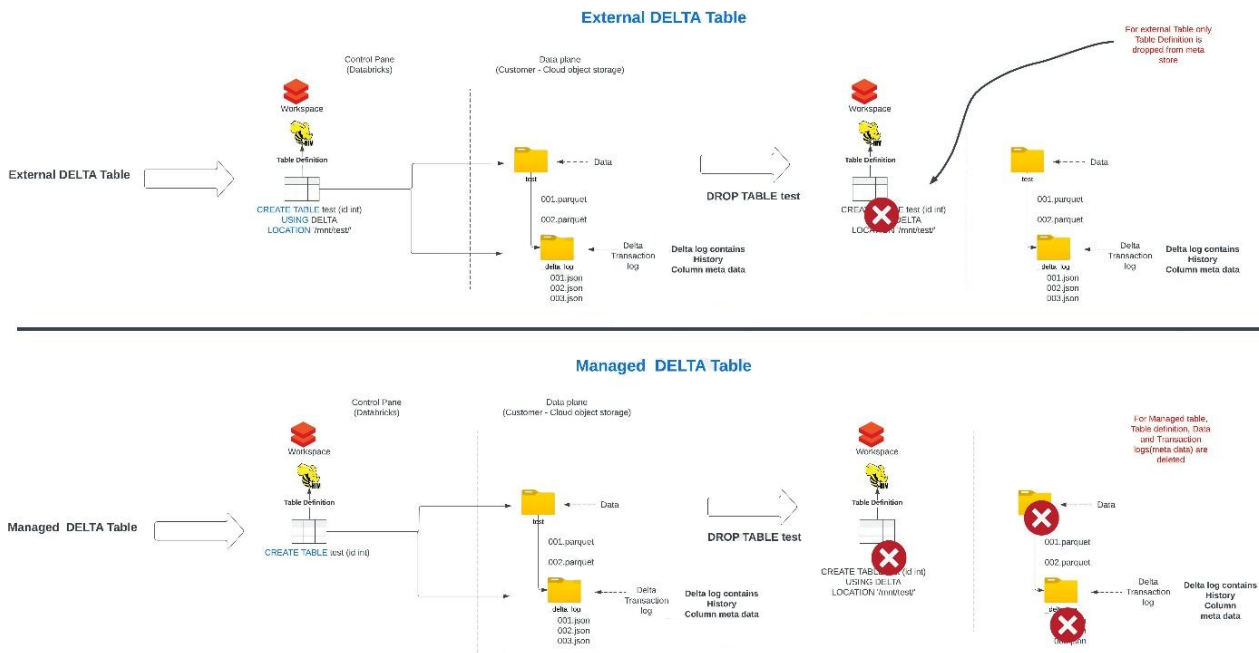 External DELTA Table
For external Table only
Table Definition is
dropped from meta
store
Control Pane
(Databricks)
Data plane
(Customer - Cloud object storage)
Workspace
Table Definition
External DELTA Table
CREATE TABLE test (id int)
USING DELTA
LOCATION '/mnt/test/'
test
Data
001.parquet
002.parquet
delta log
001.json
002.json
003.json
Delta
Transaction
log
Delta log contains
History
Column meta data
DROP TABLE test
Workspace
Table Definition
test (id int)
'/mnt/test/'
test
Data
001.parquet
002.parquet
delta log
001.json
002.json
003.json
Delta
Transaction
log
Delta log contains
History
Column meta data
Managed DELTA Table
Control Pane
(Databricks)
Data plane
(Customer - Cloud object storage)
For Managed table,
Table definition, Data
and Transaction
logs(meta data) are
deleted
Workspace
Table Definition
Managed DELTA Table
CREATE TABLE test (id int)
test
Data
001.parquet
002.parquet
delta log
001.json
002.json
003.json
Delta
Transaction
log
Delta log contains
History
Column meta data
DROP TABLE test
Workspace
Table Definition
CREATE (id int)
USING DELTA
LOCATION '/mnt/test/'
Data
001.parquet
002.parquet
Delta
Transaction
log
Delta log contains
History
Column
meta data